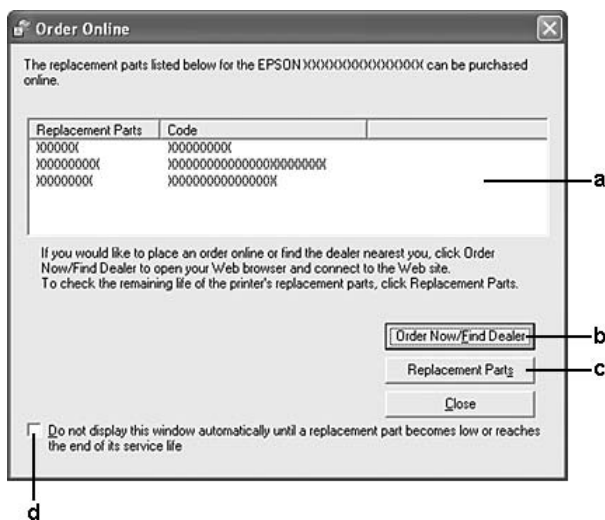 Order Online
The replacement parts listed below for the EPSON XXXXXXXXXXXXXXXX can be purchased
online.
Replacement Parts Code
XXXXXX XXXXXXXXX
XXXXXXXXX XXXXXXXXXXXXXXXXXXXXXXX
XXXXXXXX XXXXXXXXXXXXXXXX
a
If you would like to place an order online or find the dealer nearest you, click Order
Now/Find Dealer to open your Web browser and connect to the Web site.
To check the remaining life of the printer's replacement parts, click Replacement Parts.
Order Now/Find Dealer
b
Replacement Parts
c
Close
Do not display this window automatically until a replacement part becomes low or reaches
the end of its service life
d